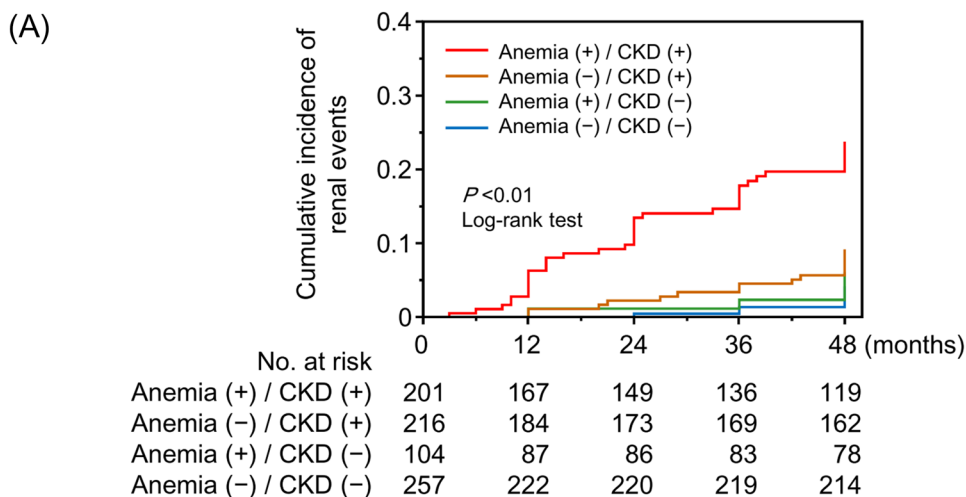 (A)
Cumulative incidence of
renal events
0.4
0.3
0.2
0.1
0
Anemia (+) / CKD (+)
Anemia (−) / CKD (+)
Anemia (+) / CKD (−)
Anemia (−) / CKD (−)
P <0.01
Log-rank test
0 12 24 36 48 (months)
No. at risk
Anemia (+) / CKD (+) 201 167 149 136 119
Anemia (−) / CKD (+) 216 184 173 169 162
Anemia (+) / CKD (−) 104 87 86 83 78
Anemia (−) / CKD (−) 257 222 220 219 214